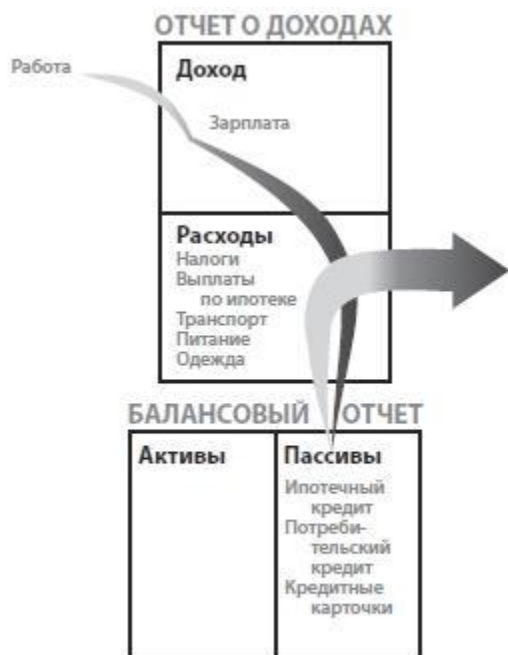 ОТЧЕТ О ДОХОДАХ
Работа
Доход
Зарплата
Расходы
Налоги
Выплаты
по ипотеке
Транспорт
Питание
Одежда
БАЛАНСОВЫЙ ОТЧЕТ
Активы
Пассивы
Ипотечный
кредит
Потреби-
тельский
кредит
Кредитные
карточки